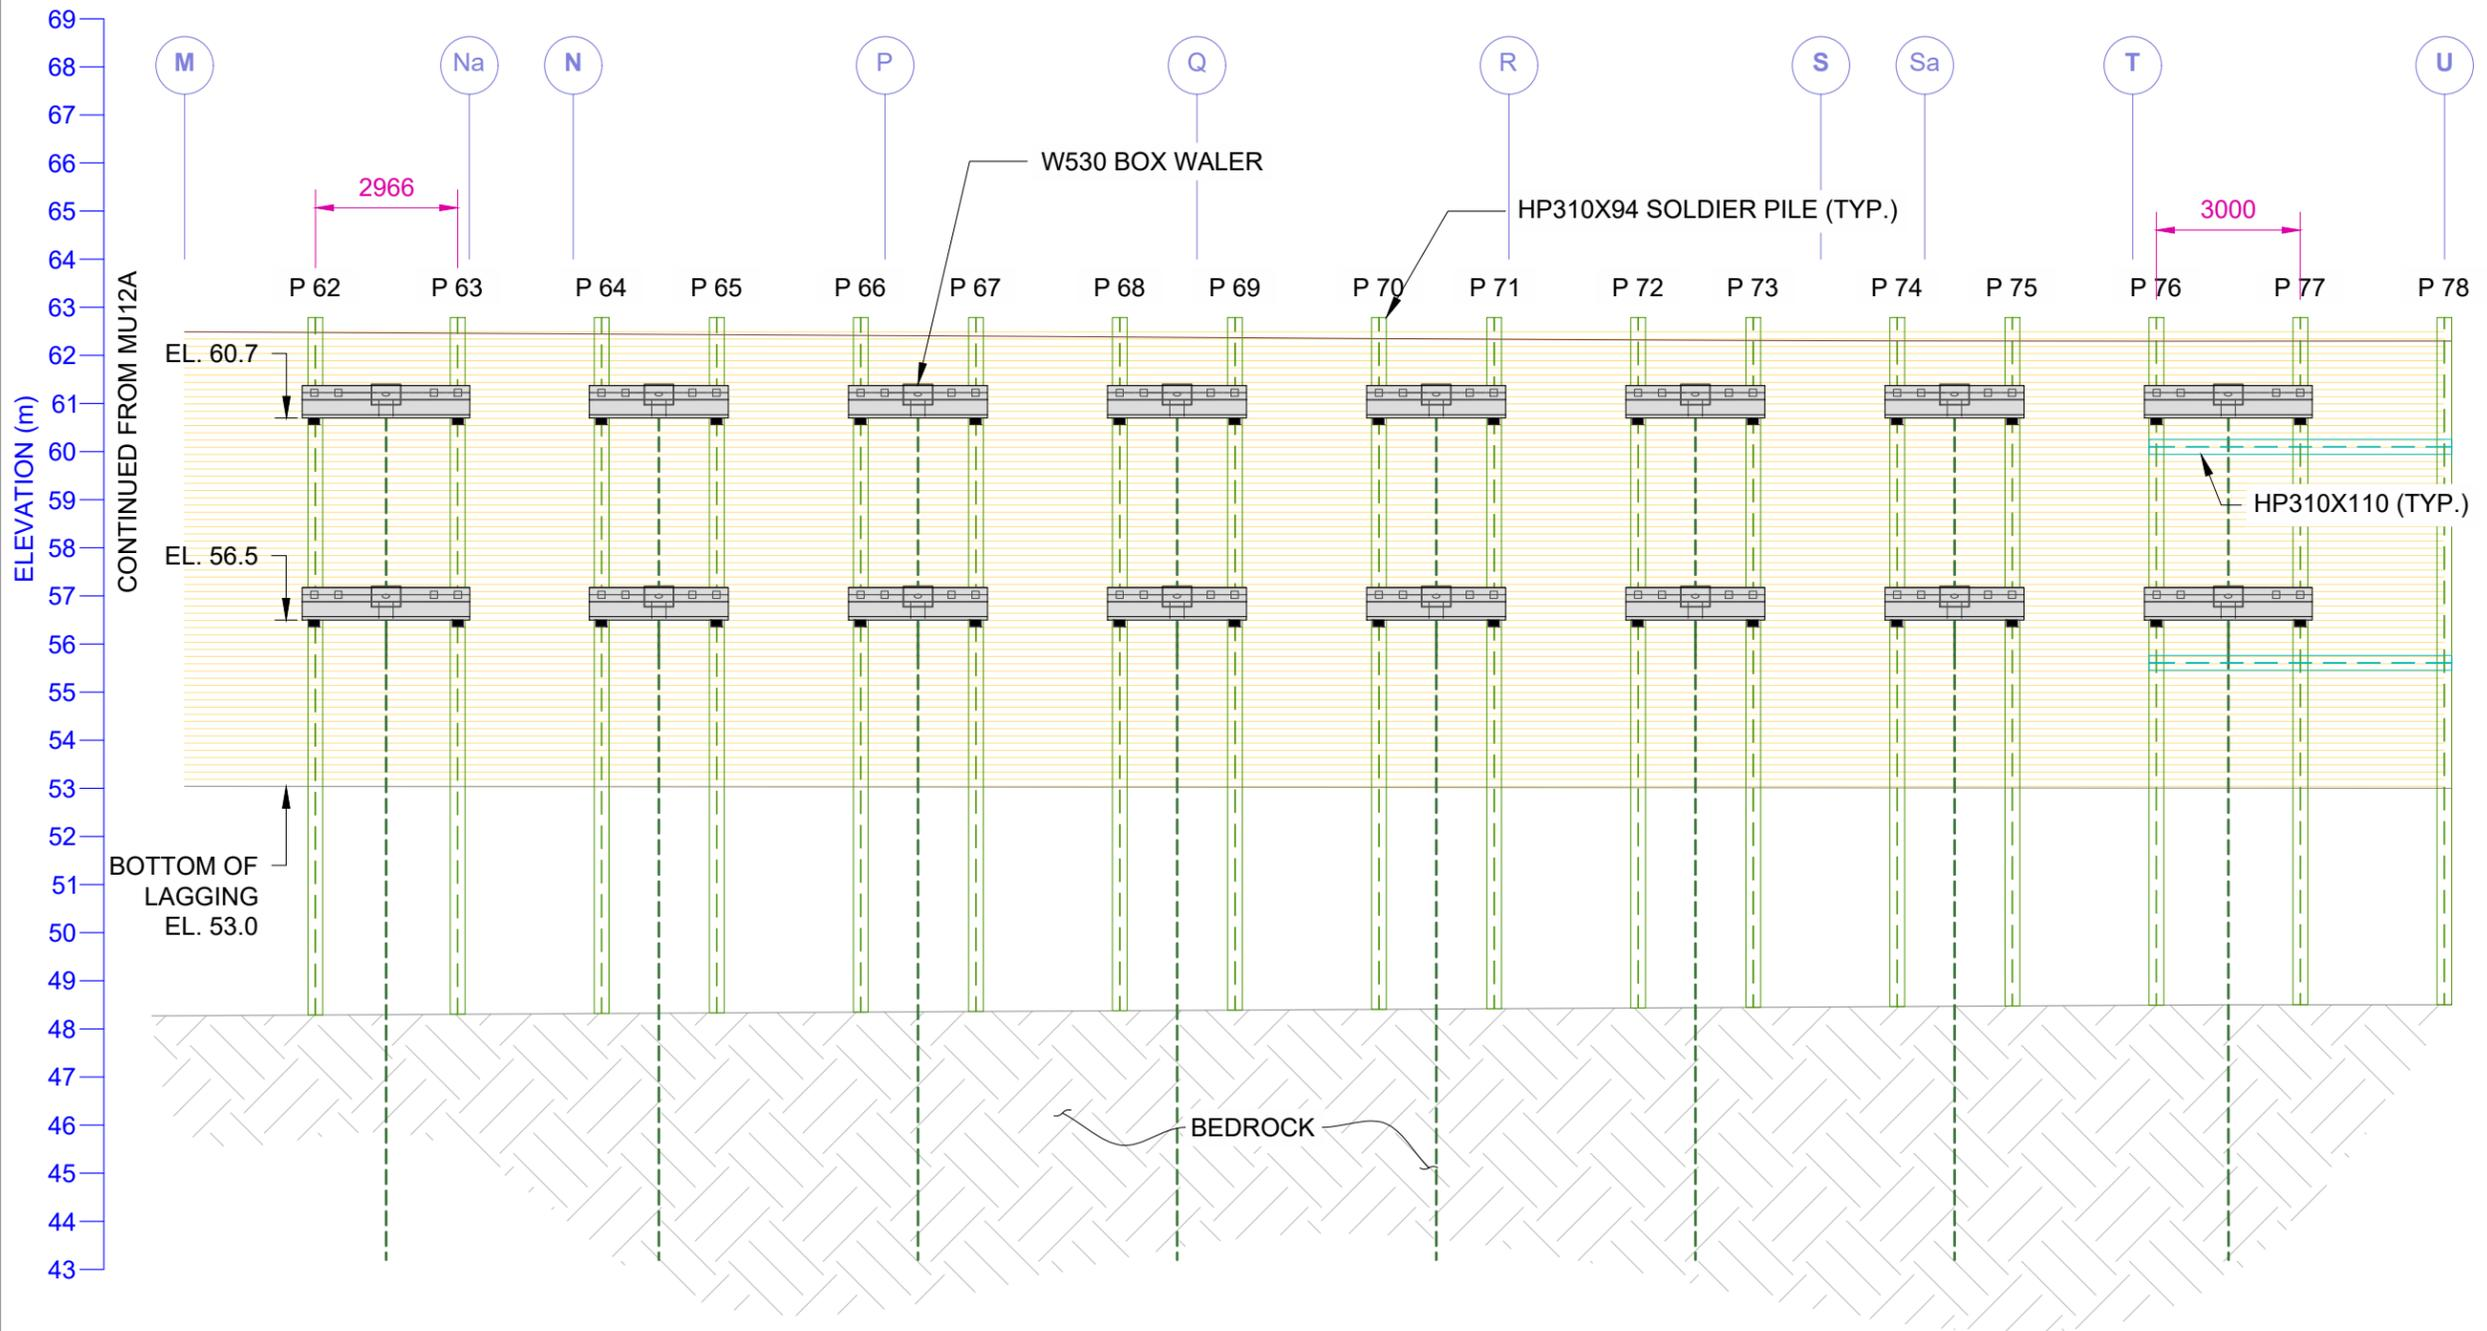 69
68
67
66
65
64
63
62
61
60
59
58
57
56
55
54
53
52
51
50
49
48
47
46
45
44
43
ELEVATION (m)
CONTINUED FROM MU12A
M
Na
N
P
Q
R
S
Sa
T
U
W530 BOX WALER
2966
HP310X94 SOLDIER PILE (TYP.)
3000
P 62
P 63
P 64
P 65
P 66
P 67
P 68
P 69
P 70
P 71
P 72
P 73
P 74
P 75
P 76
P 77
P 78
EL. 60.7
HP310X110 (TYP.)
EL. 56.5
BOTTOM OF
LAGGING
EL. 53.0
BEDROCK